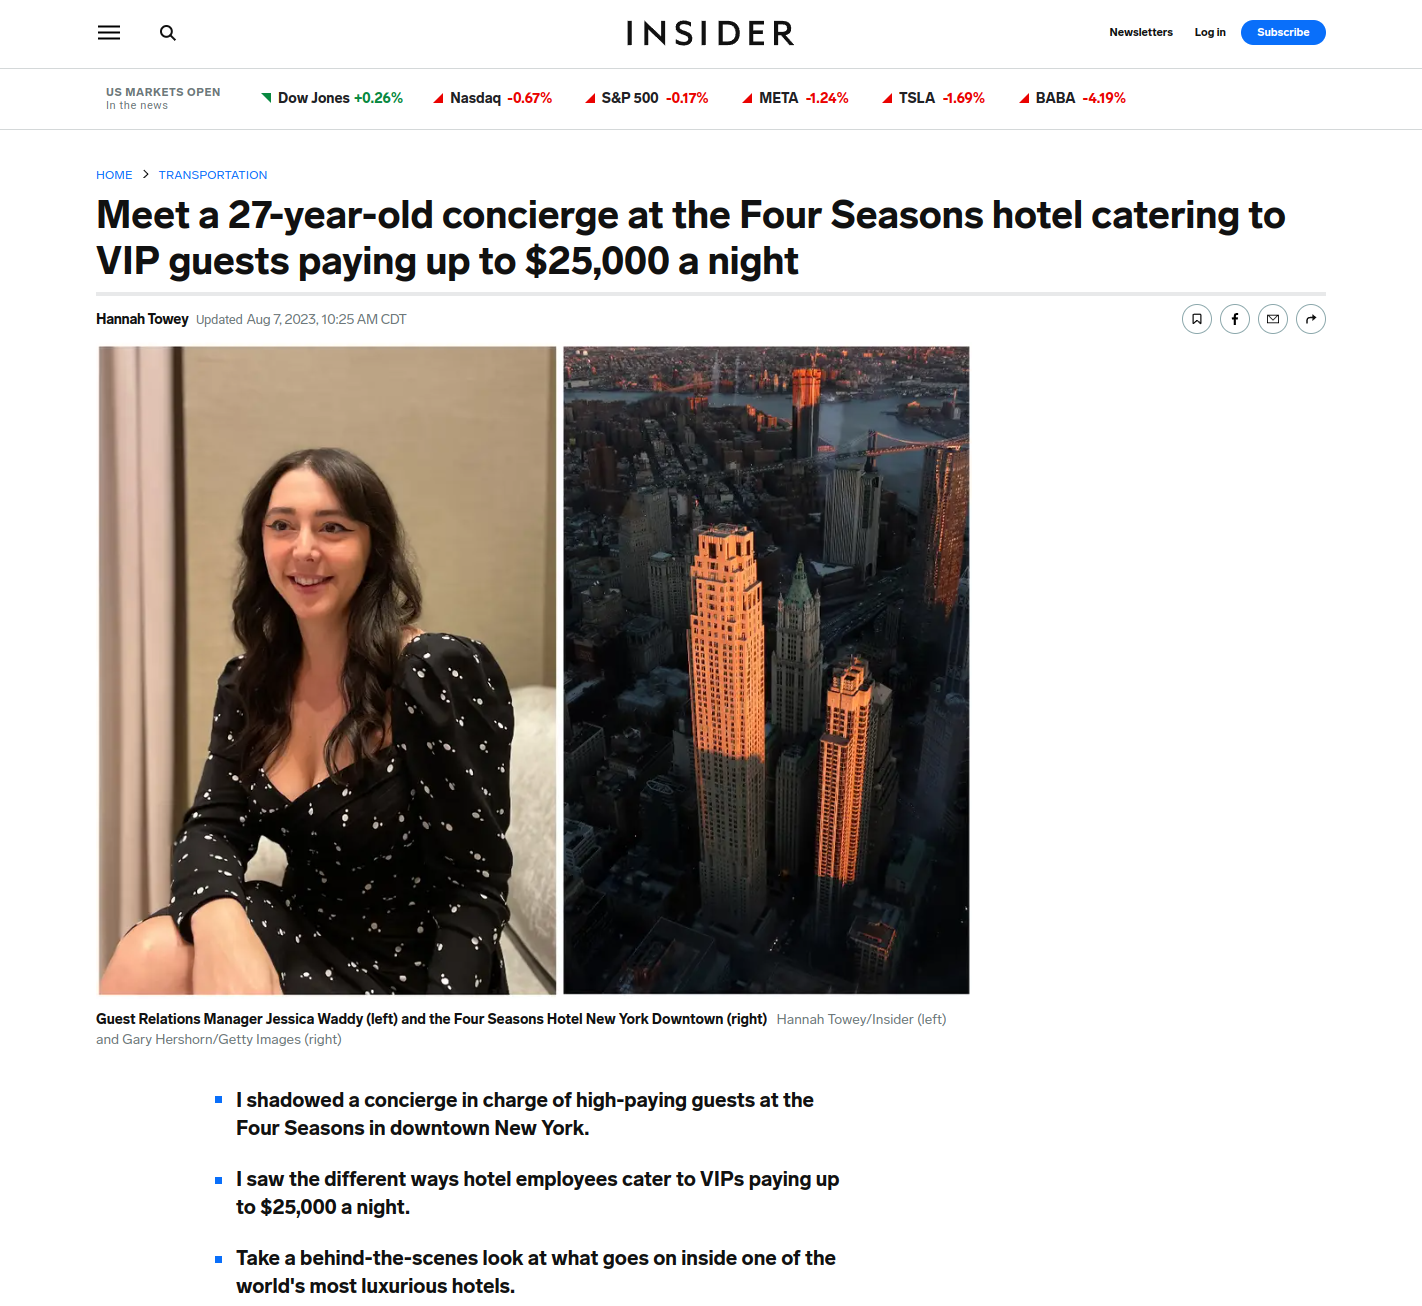 INSIDER
Newsletters Log in Subscribe
US MARKETS OPEN
In the news
Dow Jones +0.26% Nasdaq -0.67% S&P 500 -0.17% META -1.24% TSLA -1.69% BABA -4.19%
HOME > TRANSPORTATION
Meet a 27-year-old concierge at the Four Seasons hotel catering to
VIP guests paying up to $25,000 a night
Hannah Towey Updated Aug 7, 2023, 10:25 AM CDT
Guest Relations Manager Jessica Waddy (left) and the Four Seasons Hotel New York Downtown (right) Hannah Towey/Insider (left)
and Gary Hershorn/Getty Images (right)
I shadowed a concierge in charge of high-paying guests at the
Four Seasons in downtown New York.
I saw the different ways hotel employees cater to VIPs paying up
to $25,000 a night.
Take a behind-the-scenes look at what goes on inside one of the
world's most luxurious hotels.